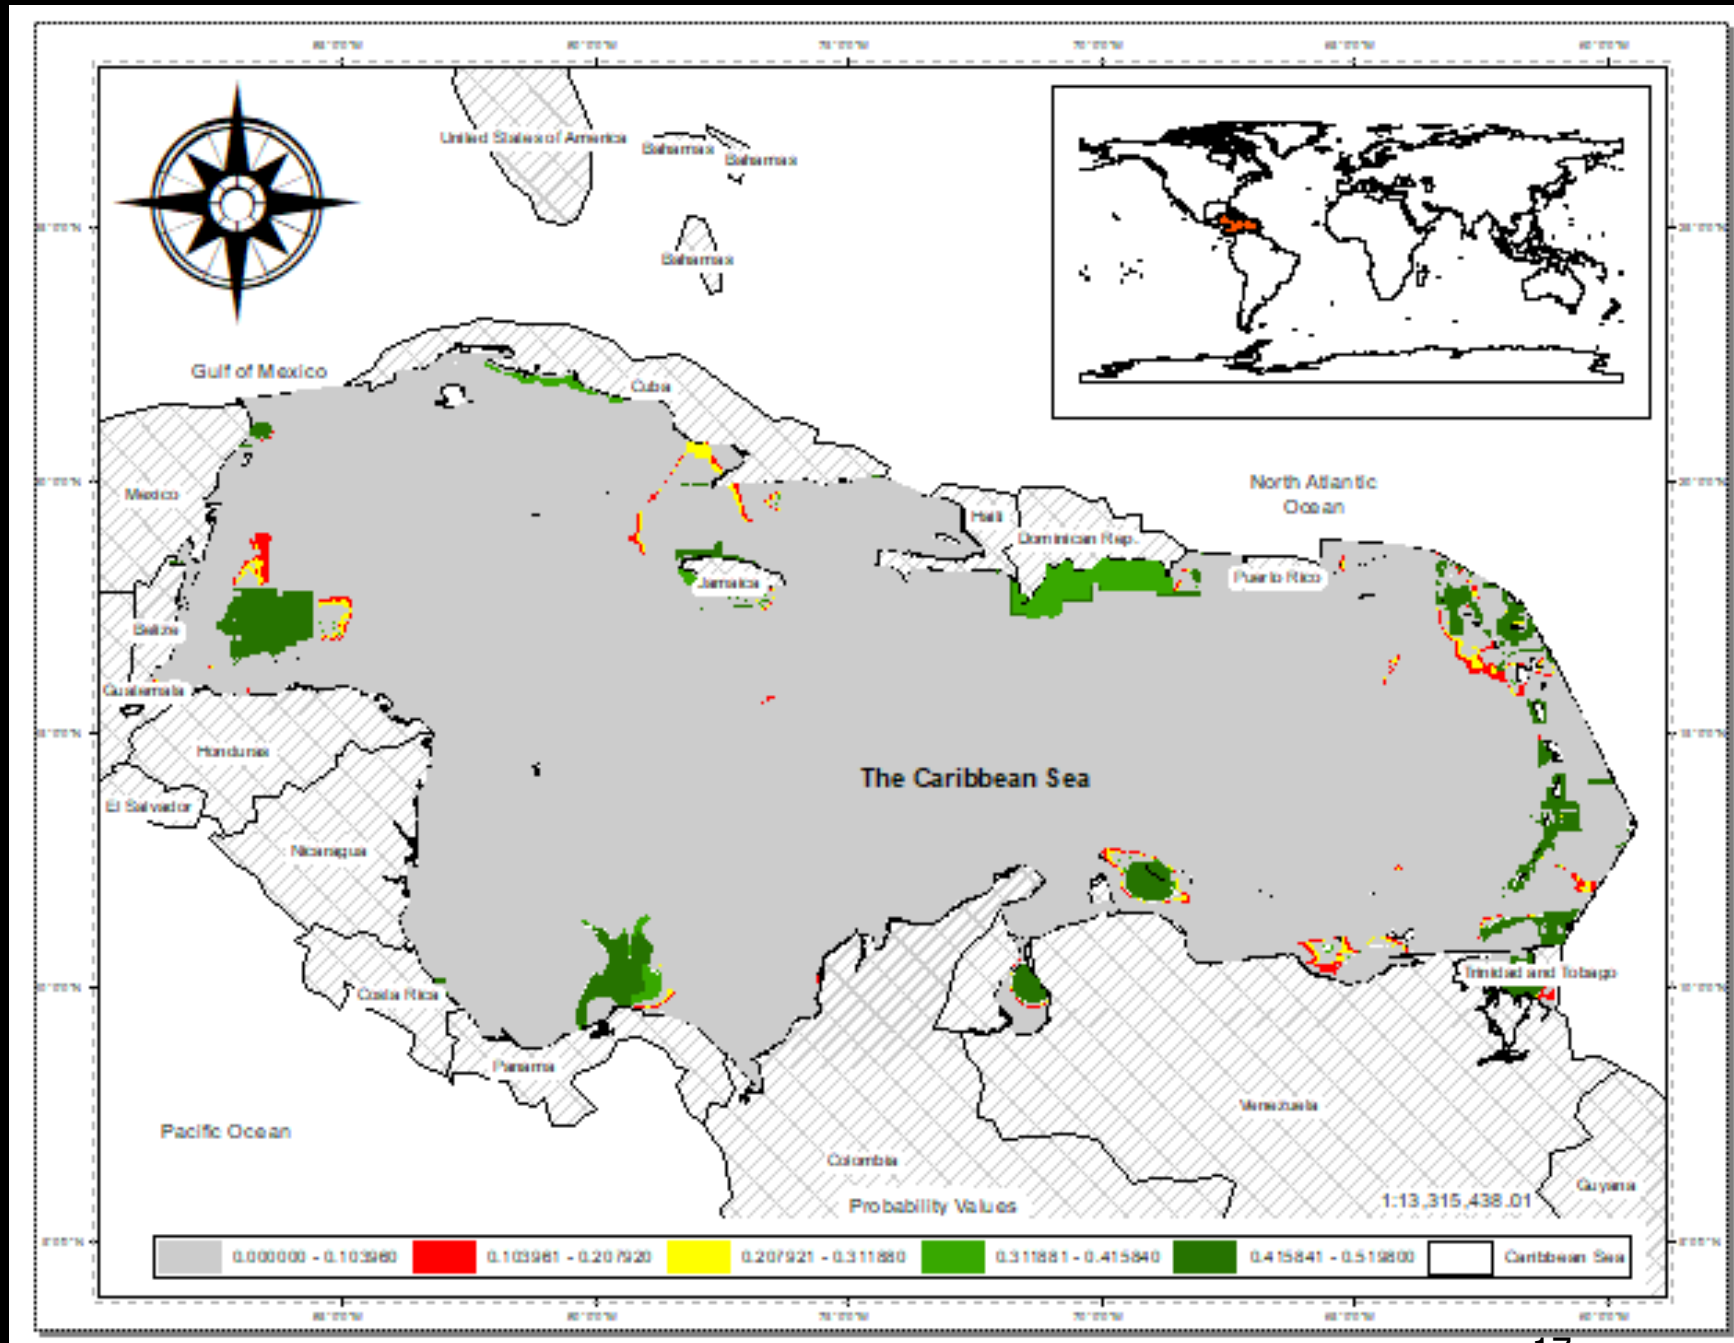 United States of America
Bahamas
Bahamas
Bahamas
Gulf of Mexico
Cuba
Mexico
North Atlantic
Ocean
Haiti
Dominican Rep.
Jamaica
Puerto Rico
Belize
Guatemala
Honduras
The Caribbean Sea
El Salvador
Nicaragua
Trinidad and Tobago
Costa Rica
Panama
Venezuela
Pacific Ocean
Colombia
Guyana
Probability Values
1:13,315,438.01
0.000000 - 0.103960
0.103961 - 0.207920
0.207921 - 0.311880
0.311881 - 0.415840
0.415841 - 0.519800
Caribbean Sea